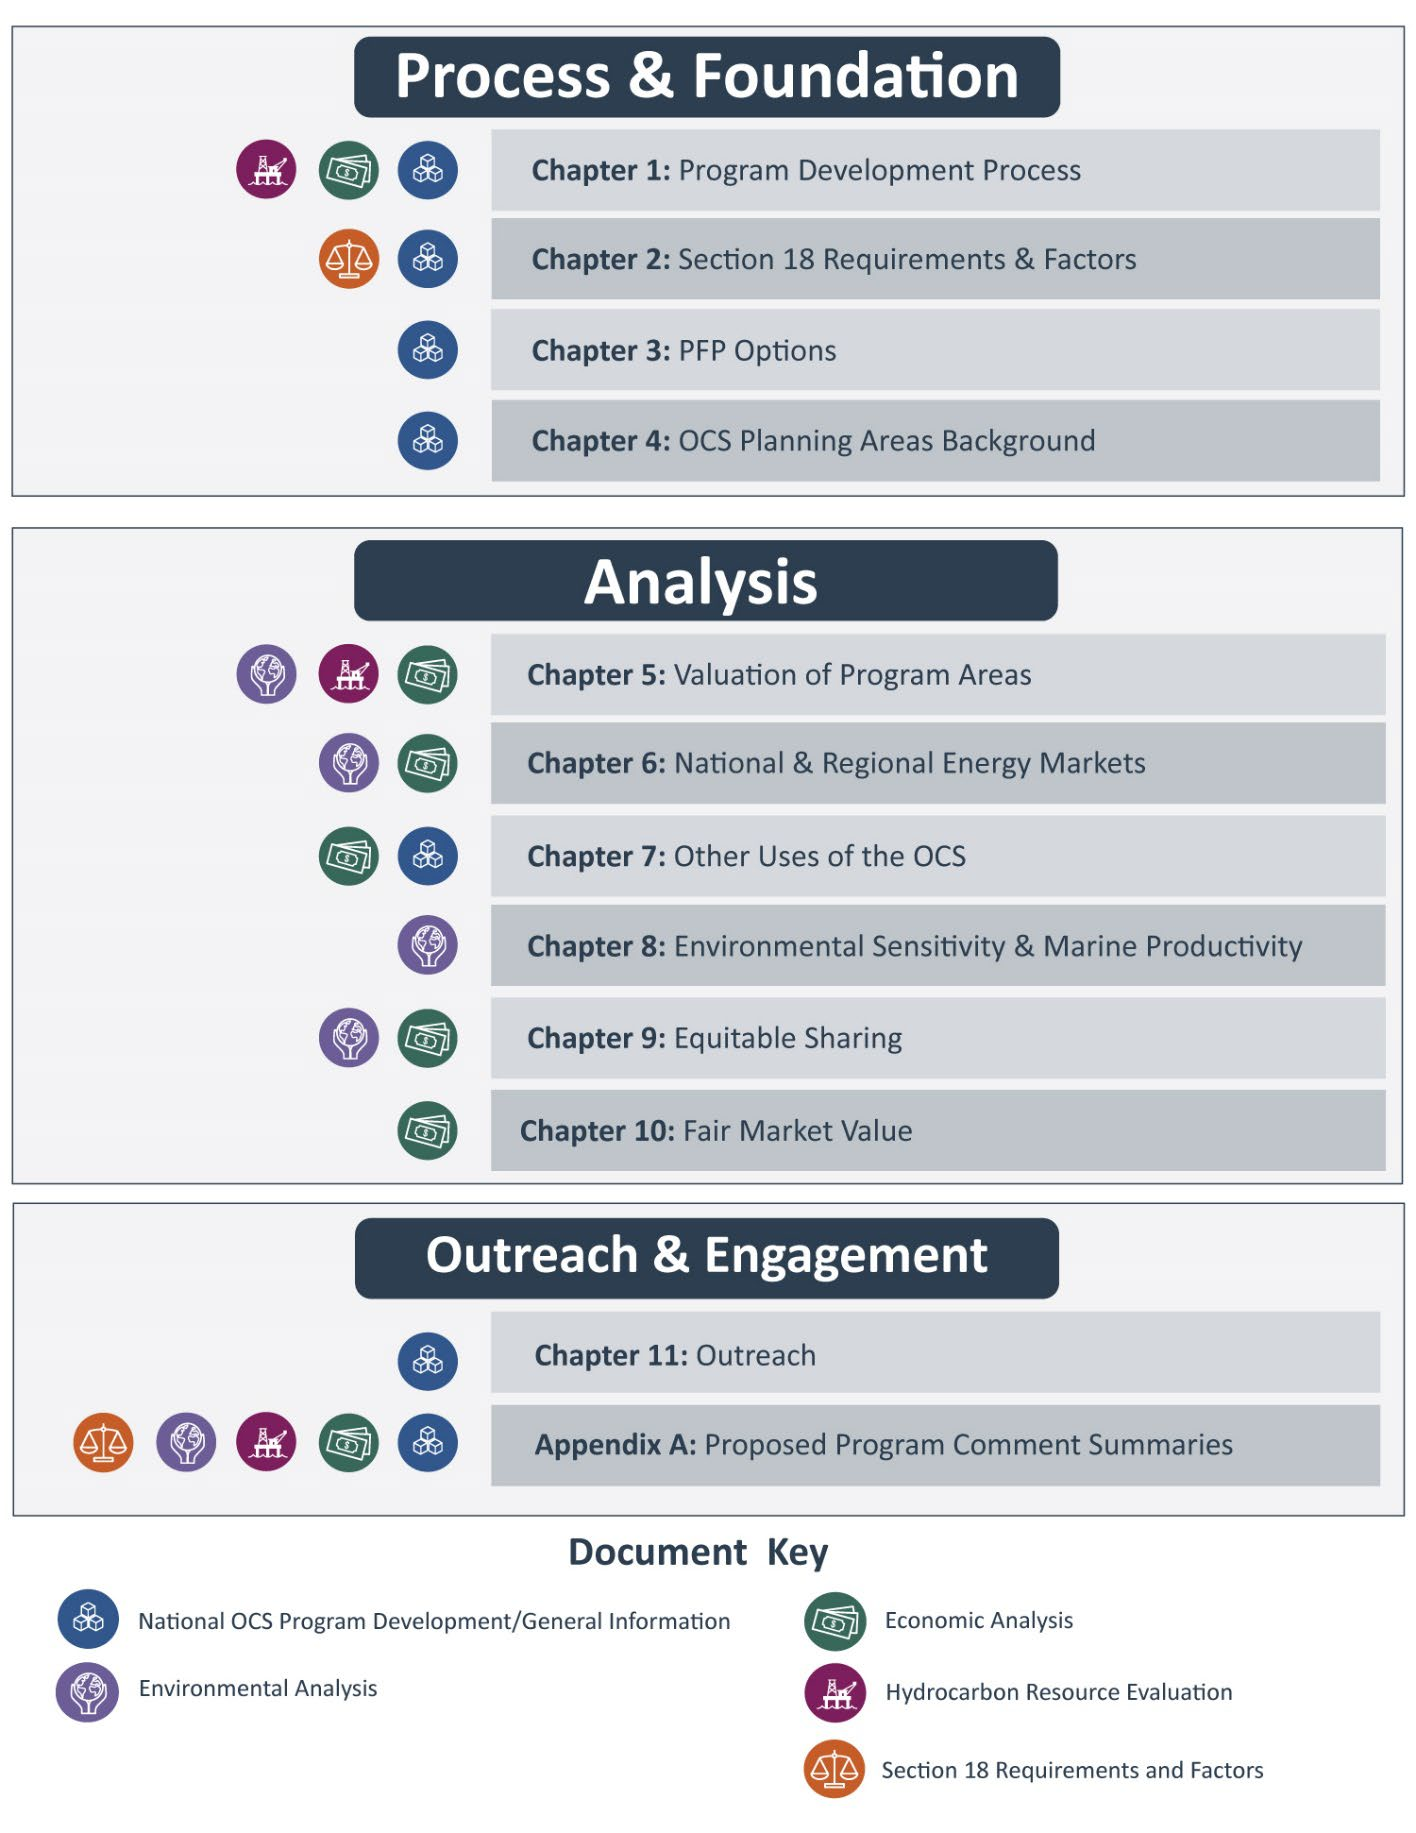 Process & Foundation
Chapter 1: Program Development Process
Chapter 2: Section 18 Requirements & Factors
Chapter 3: PFP Options
Chapter 4: OCS Planning Areas Background
Analysis
Chapter 5: Valuation of Program Areas
Chapter 6: National & Regional Energy Markets
Chapter 7: Other Uses of the OCS
Chapter 8: Environmental Sensitivity & Marine Productivity
Chapter 9: Equitable Sharing
Chapter 10: Fair Market Value
Outreach & Engagement
Chapter 11: Outreach
Appendix A: Proposed Program Comment Summaries
Document Key
National OCS Program Development/General Information
Economic Analysis
Environmental Analysis
Hydrocarbon Resource Evaluation
Section 18 Requirements and Factors